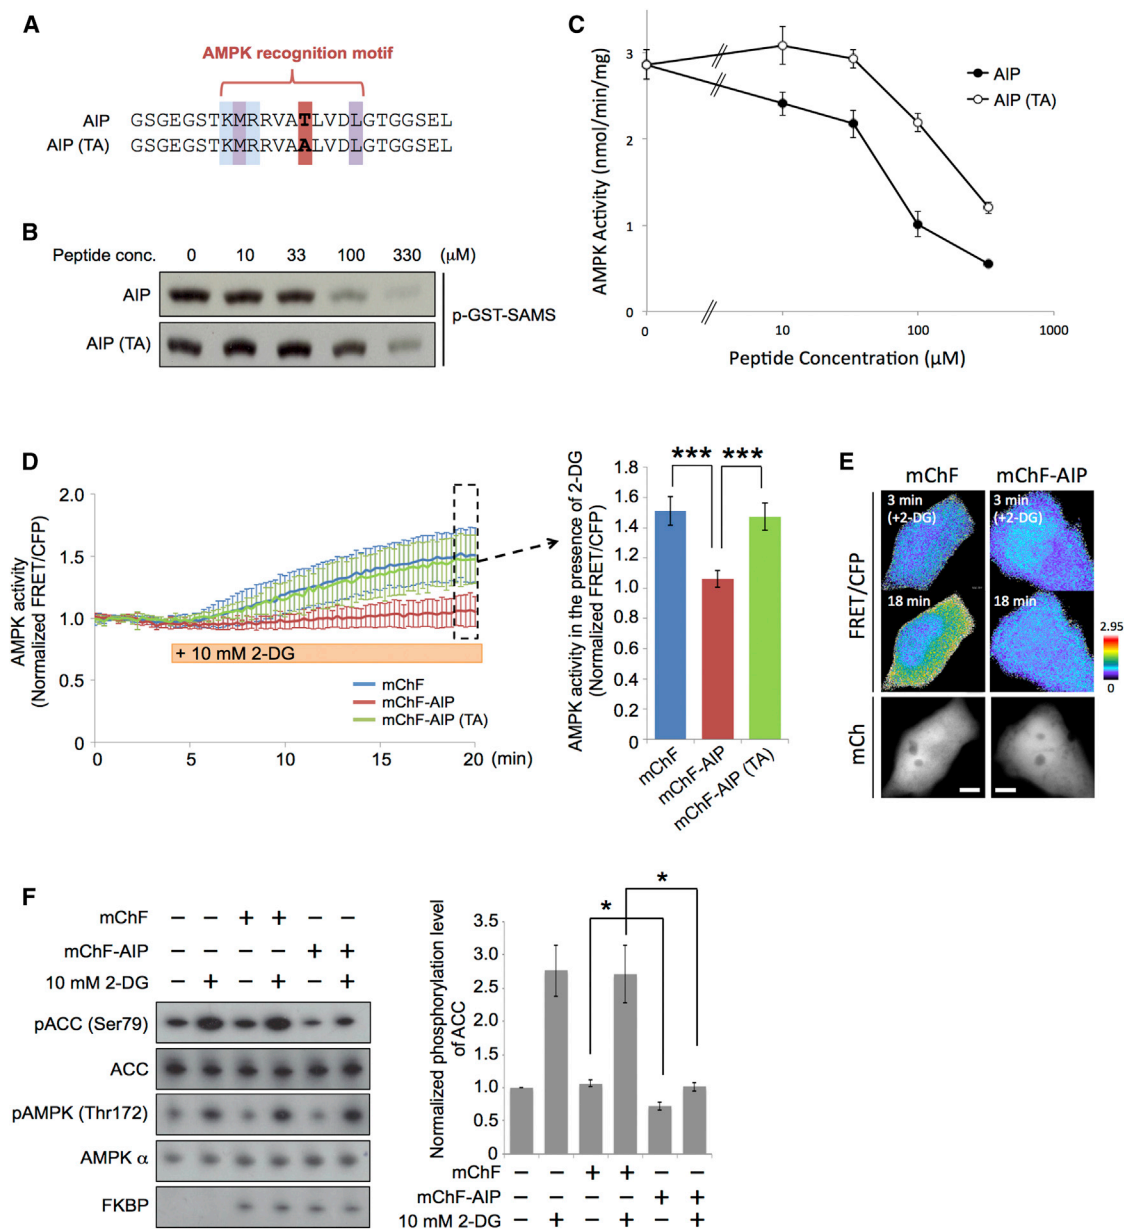 A
AMPK recognition motif
AIP GSGEGSTKMRRVATLVDLGTGGSEL
AIP (TA) GSGEGSTKMRRVAALVDLGTGGSEL
B
Peptide conc. 0 10 33 100 330 (μM)
AIP
AIP (TA)
p-GST-SAMS
C
AMPK Activity (nmol/min/mg)
3
2
1
0
0 10 100 1000
Peptide Concentration (μM)
AIP
AIP (TA)
D
AMPK activity
(Normalized FRET/CFP)
2.0
1.5
1.0
0.5
0
+ 10 mM 2-DG
mChF
mChF-AIP
mChF-AIP (TA)
0 5 10 15 20 (min)
AMPK activity in the presence of 2-DG
(Normalized FRET/CFP)
*** ***
1.8
1.6
1.4
1.2
1.0
0.8
0.6
0.4
0.2
0
mChF
mChF-AIP
mChF-AIP (TA)
E
mChF mChF-AIP
FRET/CFP
3 min
(+2-DG)
3 min
(+2-DG)
18 min
18 min
2.95
0
mCh
F
mChF − − + + − −
mChF-AIP − − − − + +
10 mM 2-DG − + − + − +
pACC (Ser79)
ACC
pAMPK (Thr172)
AMPK α
FKBP
Normalized phosphorylation level
of ACC
* *
3.5
3.0
2.5
2.0
1.5
1.0
0.5
0
mChF − − + + − −
mChF-AIP − − − − + +
10 mM 2-DG − + − + − +